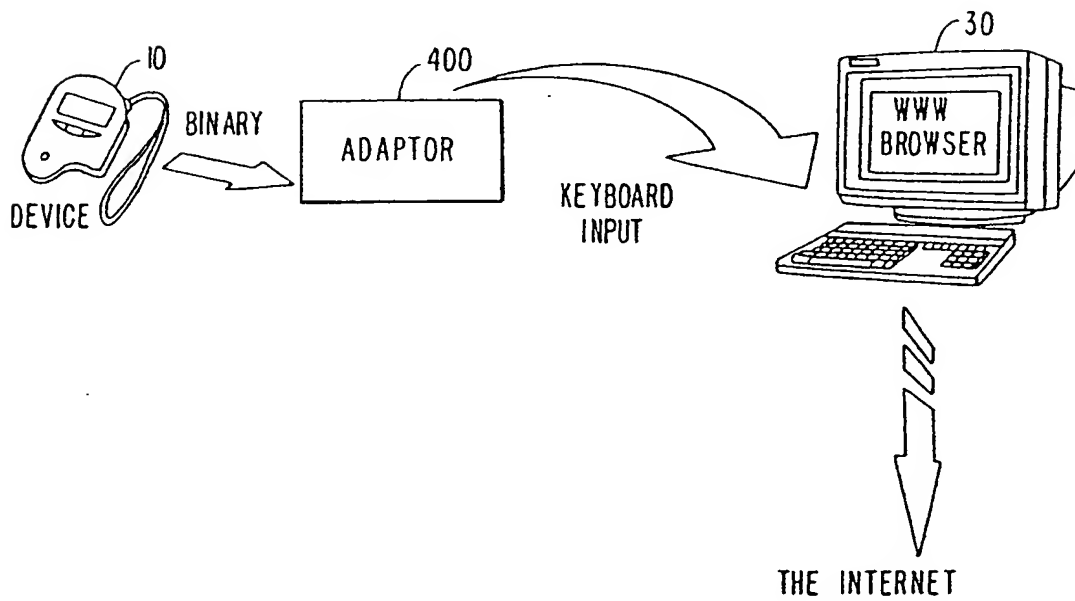 10
DEVICE
BINARY
400
ADAPTOR
KEYBOARD
INPUT
30
WWW
BROWSER
THE INTERNET